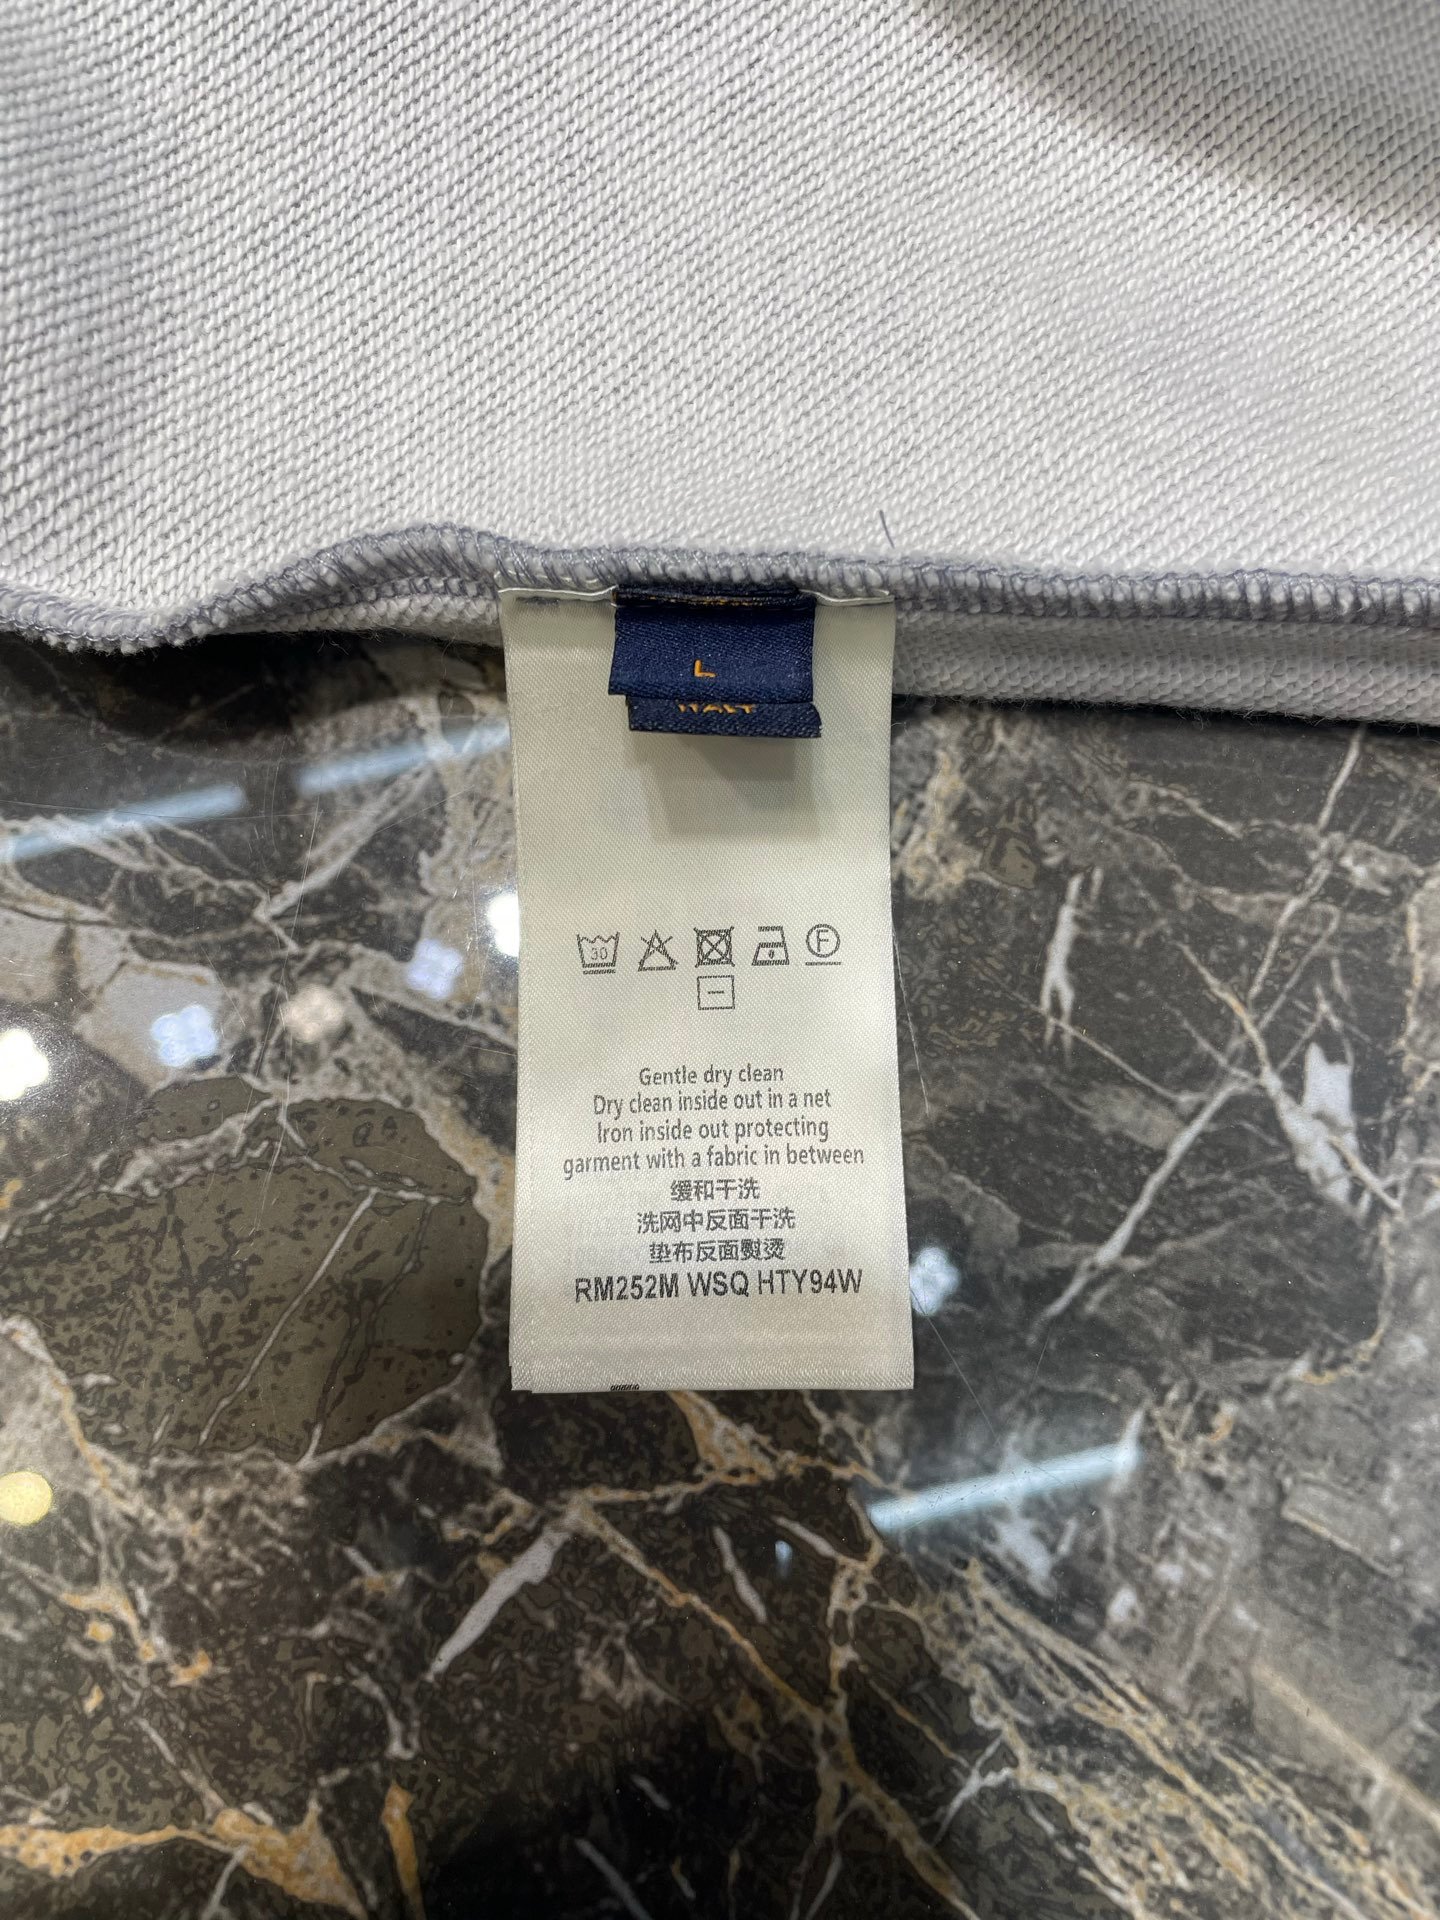 L
ITALY
30
F
Gentle dry clean
Dry clean inside out in a net
Iron inside out protecting
garment with a fabric in between
缓和干洗
洗网中反面干洗
垫布反面熨烫
RM252M WSQ HTY94W